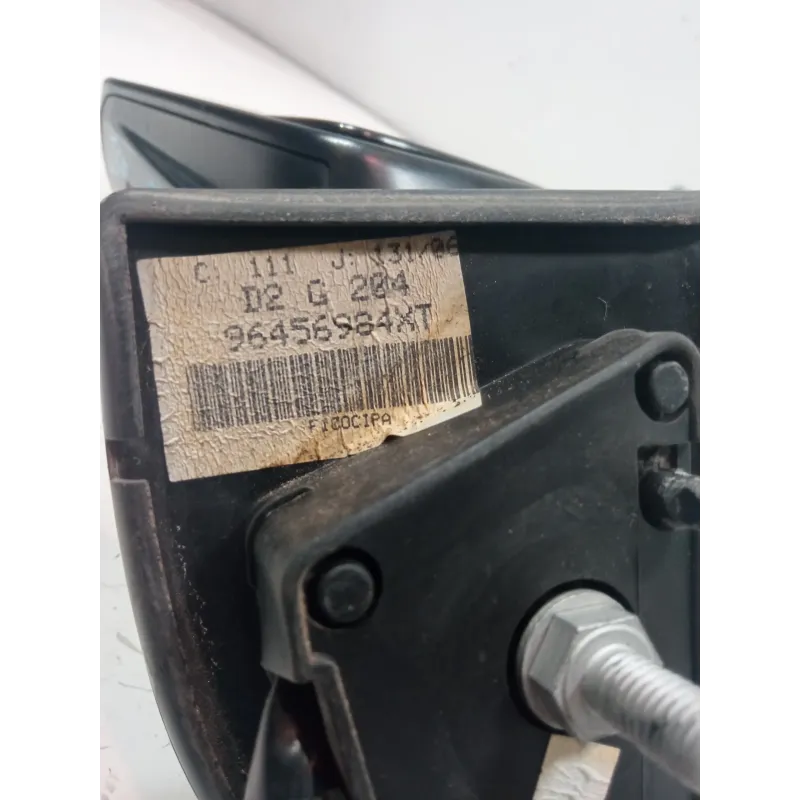 C: 111 J: 131/06
D2 G 204
96456984XT
FICOCIPA